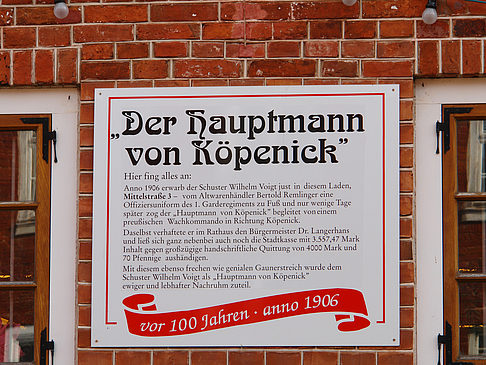 „Der Hauptmann
von Köpenick”
Hier fing alles an:
Anno 1906 erwarb der Schuster Wilhelm Voigt just in diesem Laden,
Mittelstraße 3 – vom Altwarenhändler Bertold Remlinger eine
Offiziersuniform des 1. Garderegiments zu Fuß und nur wenige Tage
später zog der „Hauptmann von Köpenick” begleitet von einem
preußischen Wachkommando in Richtung Köpenick.
Daselbst verhaftete er im Rathaus den Bürgermeister Dr. Langerhans
und ließ sich ganz nebenbei auch noch die Stadtkasse mit 3.557,47 Mark
Inhalt gegen großzügige handschriftliche Quittung von 4000 Mark und
70 Pfennige aushändigen.
Mit diesem ebenso frechen wie genialen Gaunerstreich wurde dem
Schuster Wilhelm Voigt als „Hauptmann von Köpenick”
ewiger und lebhafter Nachruhm zuteil.
vor 100 Jahren · anno 1906